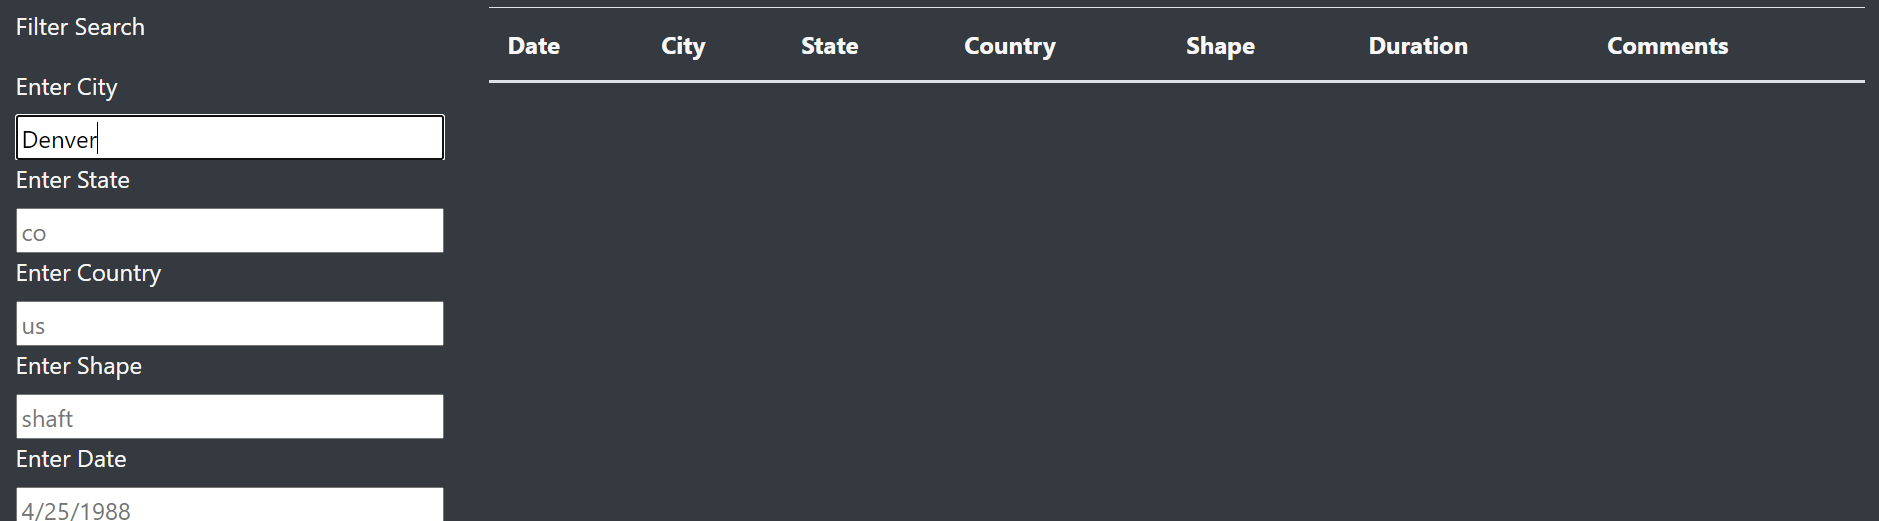 Filter Search
Enter City
Denver
Enter State
co
Enter Country
us
Enter Shape
shaft
Enter Date
4/25/1988
Date City State Country Shape Duration Comments